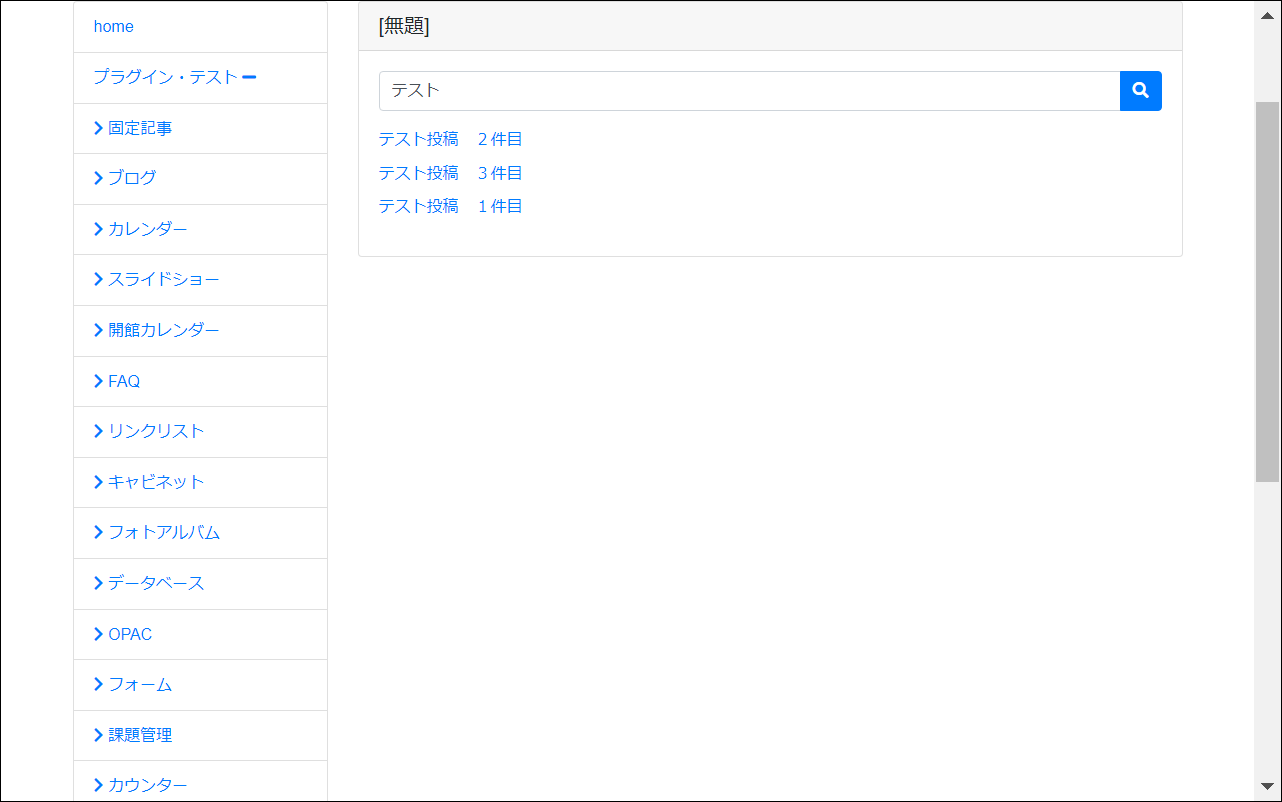 home
プラグイン・テスト
固定記事
ブログ
カレンダー
スライドショー
開館カレンダー
FAQ
リンクリスト
キャビネット
フォトアルバム
データベース
OPAC
フォーム
課題管理
カウンター
[無題]
テスト
テスト投稿　２件目
テスト投稿　３件目
テスト投稿　１件目